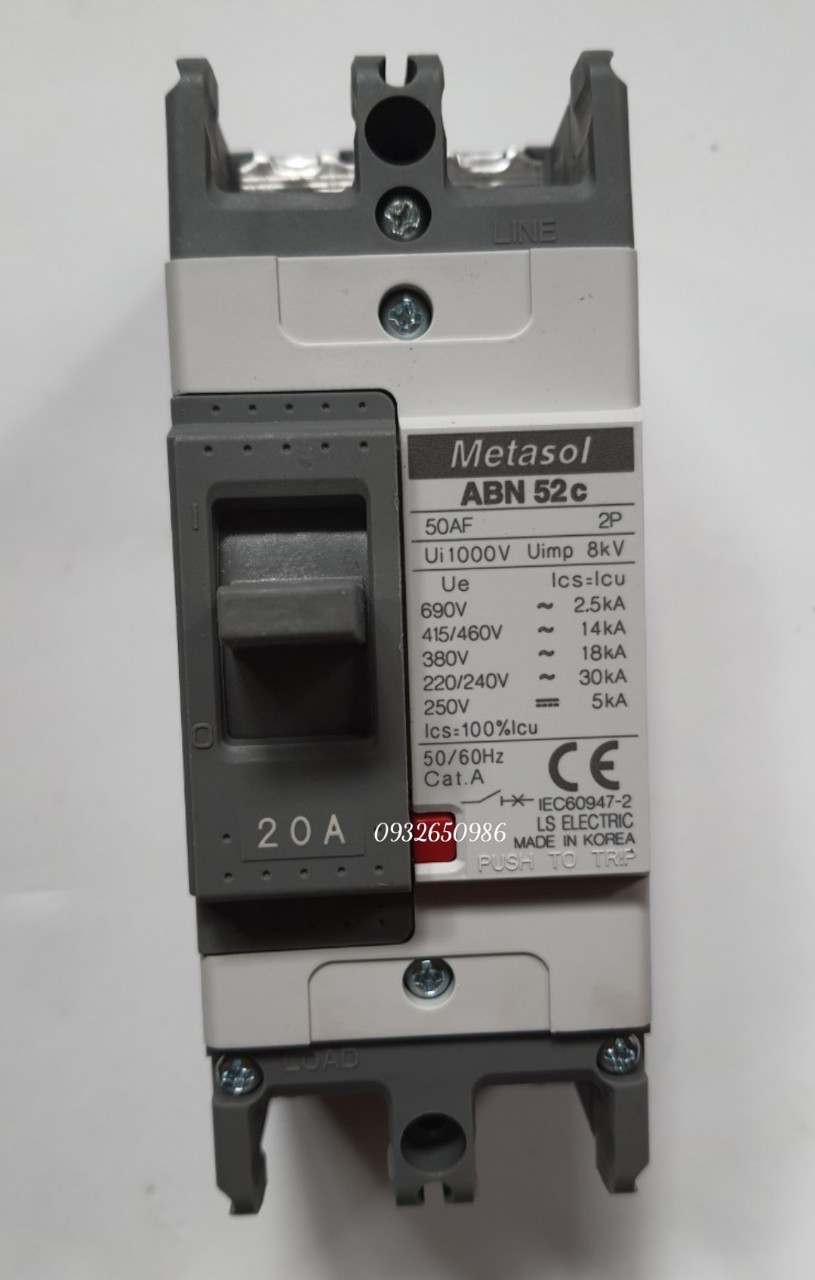 LINE
Metasol
ABN 52c
50AF 2P
Ui 1000V Uimp 8kV
Ue Ics=Icu
690V ~ 2.5kA
415/460V ~ 14kA
380V ~ 18kA
220/240V ~ 30kA
250V ⎓ 5kA
Ics=100%Icu
50/60Hz
Cat.A
CE
IEC60947-2
LS ELECTRIC
MADE IN KOREA
PUSH TO TRIP
I
O
20A
0932650986
LOAD